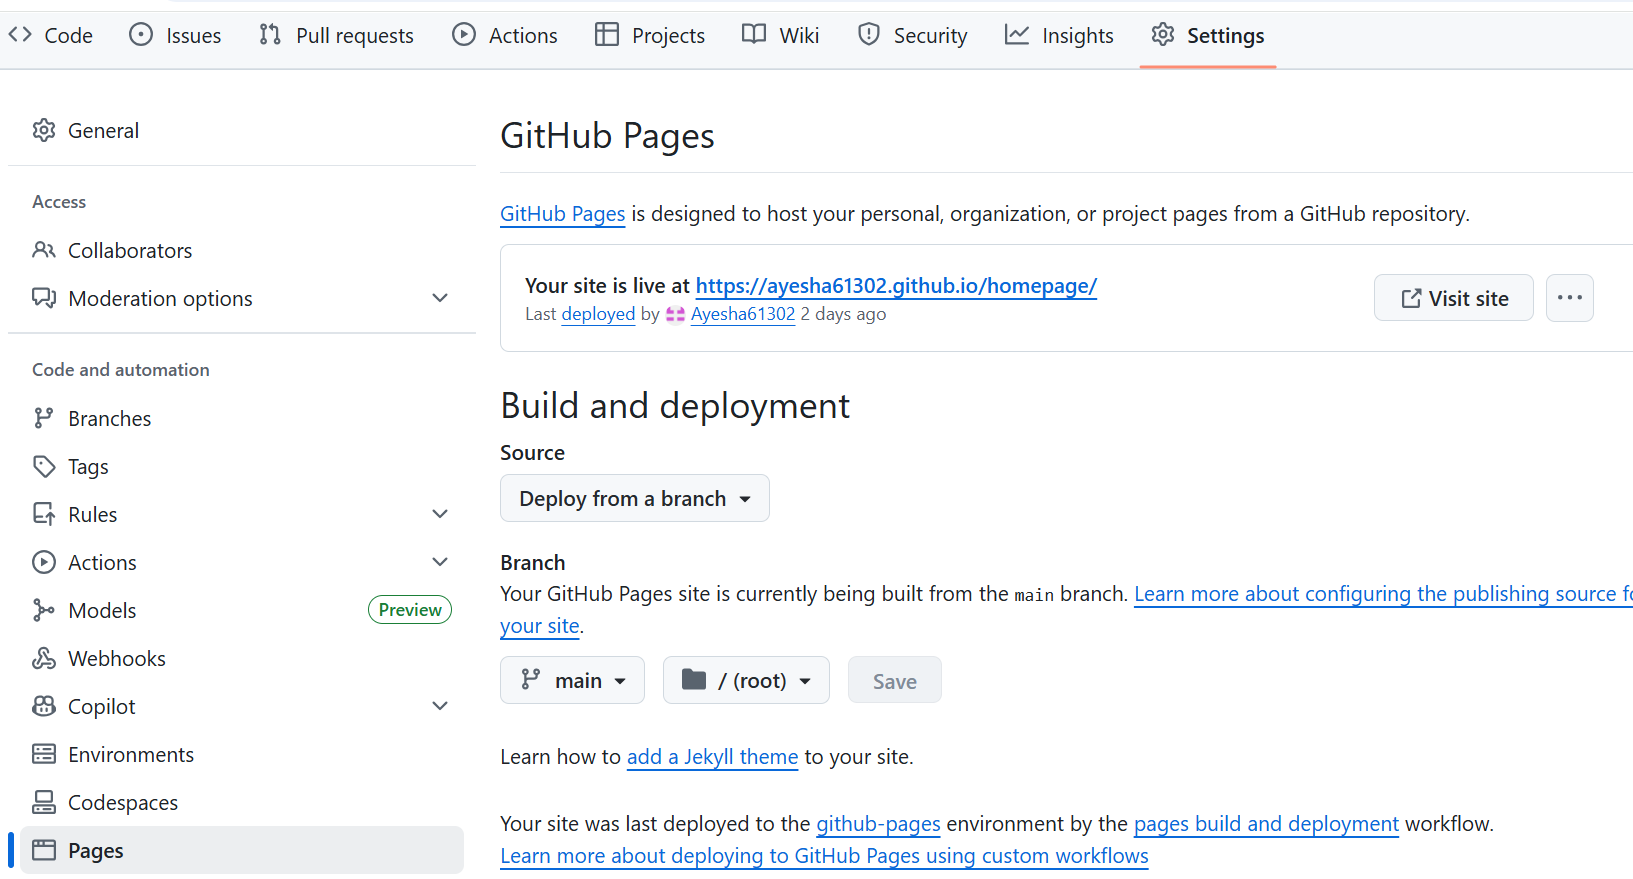 Code Issues Pull requests Actions Projects Wiki Security Insights Settings
General
Access
Collaborators
Moderation options
Code and automation
Branches
Tags
Rules
Actions
Models Preview
Webhooks
Copilot
Environments
Codespaces
Pages
GitHub Pages
GitHub Pages is designed to host your personal, organization, or project pages from a GitHub repository.
Your site is live at https://ayesha61302.github.io/homepage/
Last deployed by Ayesha61302 2 days ago
Visit site
Build and deployment
Source
Deploy from a branch
Branch
Your GitHub Pages site is currently being built from the main branch. Learn more about configuring the publishing source
your site.
main / (root) Save
Learn how to add a Jekyll theme to your site.
Your site was last deployed to the github-pages environment by the pages build and deployment workflow.
Learn more about deploying to GitHub Pages using custom workflows